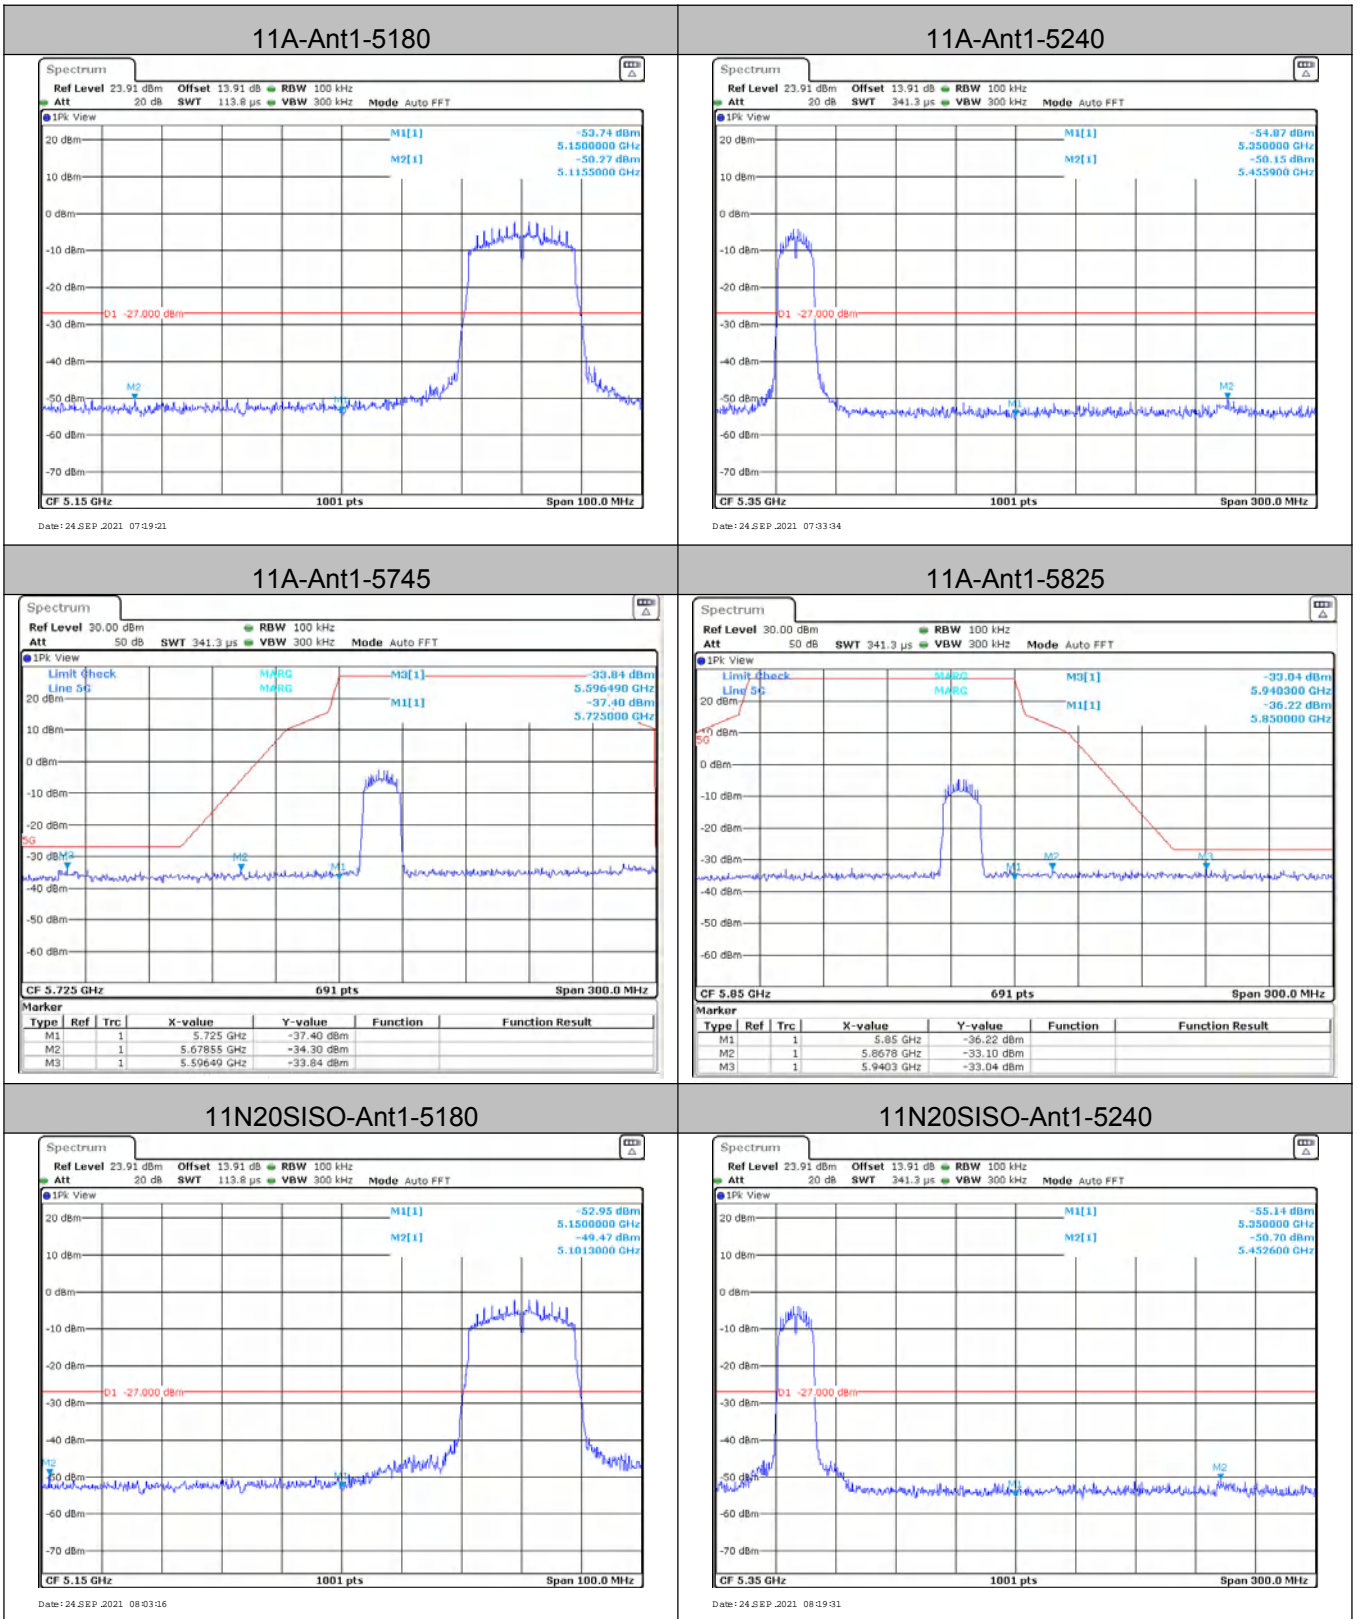 11A-Ant1-5180
Spectrum
Ref Level 23.91 dBm Offset 13.91 dB RBW 100 kHz
Att 20 dB SWT 113.8 µs VBW 300 kHz Mode Auto FFT
1Pk View
M1[1] -53.74 dBm
5.1500000 GHz
M2[1] -50.27 dBm
5.1155000 GHz
20 dBm
10 dBm
0 dBm
-10 dBm
-20 dBm
D1 -27.000 dBm
-30 dBm
-40 dBm
M2
M1
-50 dBm
-60 dBm
-70 dBm
CF 5.15 GHz 1001 pts Span 100.0 MHz
Date: 24.SEP.2021 07:19:21
11A-Ant1-5240
Spectrum
Ref Level 23.91 dBm Offset 13.91 dB RBW 100 kHz
Att 20 dB SWT 341.3 µs VBW 300 kHz Mode Auto FFT
1Pk View
M1[1] -54.87 dBm
5.350000 GHz
M2[1] -50.15 dBm
5.455900 GHz
20 dBm
10 dBm
0 dBm
-10 dBm
-20 dBm
D1 -27.000 dBm
-30 dBm
-40 dBm
M2
-50 dBm
M1
-60 dBm
-70 dBm
CF 5.35 GHz 1001 pts Span 300.0 MHz
Date: 24.SEP.2021 07:33:34
11A-Ant1-5745
Spectrum
Ref Level 30.00 dBm RBW 100 kHz
Att 50 dB SWT 341.3 µs VBW 300 kHz Mode Auto FFT
1Pk View
Limit Check MARG M3[1] -33.84 dBm
Line 5G MARG 5.596490 GHz
M1[1] -37.40 dBm
5.725000 GHz
20 dBm
10 dBm
0 dBm
-10 dBm
-20 dBm
5G
-30 dBm M3 M2 M1
-40 dBm
-50 dBm
-60 dBm
CF 5.725 GHz 691 pts Span 300.0 MHz
Marker
Type Ref Trc X-value Y-value Function Function Result
M1 1 5.725 GHz -37.40 dBm
M2 1 5.67855 GHz -34.30 dBm
M3 1 5.59649 GHz -33.84 dBm
11A-Ant1-5825
Spectrum
Ref Level 30.00 dBm RBW 100 kHz
Att 50 dB SWT 341.3 µs VBW 300 kHz Mode Auto FFT
1Pk View
Limit Check MARG M3[1] -33.04 dBm
Line 5G MARG 5.940300 GHz
M1[1] -36.22 dBm
5.850000 GHz
20 dBm
10 dBm
5G
0 dBm
-10 dBm
-20 dBm
-30 dBm M1 M2 M3
-40 dBm
-50 dBm
-60 dBm
CF 5.85 GHz 691 pts Span 300.0 MHz
Marker
Type Ref Trc X-value Y-value Function Function Result
M1 1 5.85 GHz -36.22 dBm
M2 1 5.8678 GHz -33.10 dBm
M3 1 5.9403 GHz -33.04 dBm
11N20SISO-Ant1-5180
Spectrum
Ref Level 23.91 dBm Offset 13.91 dB RBW 100 kHz
Att 20 dB SWT 113.8 µs VBW 300 kHz Mode Auto FFT
1Pk View
M1[1] -52.95 dBm
5.1500000 GHz
M2[1] -49.47 dBm
5.1013000 GHz
20 dBm
10 dBm
0 dBm
-10 dBm
-20 dBm
D1 -27.000 dBm
-30 dBm
-40 dBm
M2
M1
-50 dBm
-60 dBm
-70 dBm
CF 5.15 GHz 1001 pts Span 100.0 MHz
Date: 24.SEP.2021 08:03:16
11N20SISO-Ant1-5240
Spectrum
Ref Level 23.91 dBm Offset 13.91 dB RBW 100 kHz
Att 20 dB SWT 341.3 µs VBW 300 kHz Mode Auto FFT
1Pk View
M1[1] -55.14 dBm
5.350000 GHz
M2[1] -50.70 dBm
5.452600 GHz
20 dBm
10 dBm
0 dBm
-10 dBm
-20 dBm
D1 -27.000 dBm
-30 dBm
-40 dBm
M2
-50 dBm
M1
-60 dBm
-70 dBm
CF 5.35 GHz 1001 pts Span 300.0 MHz
Date: 24.SEP.2021 08:19:31